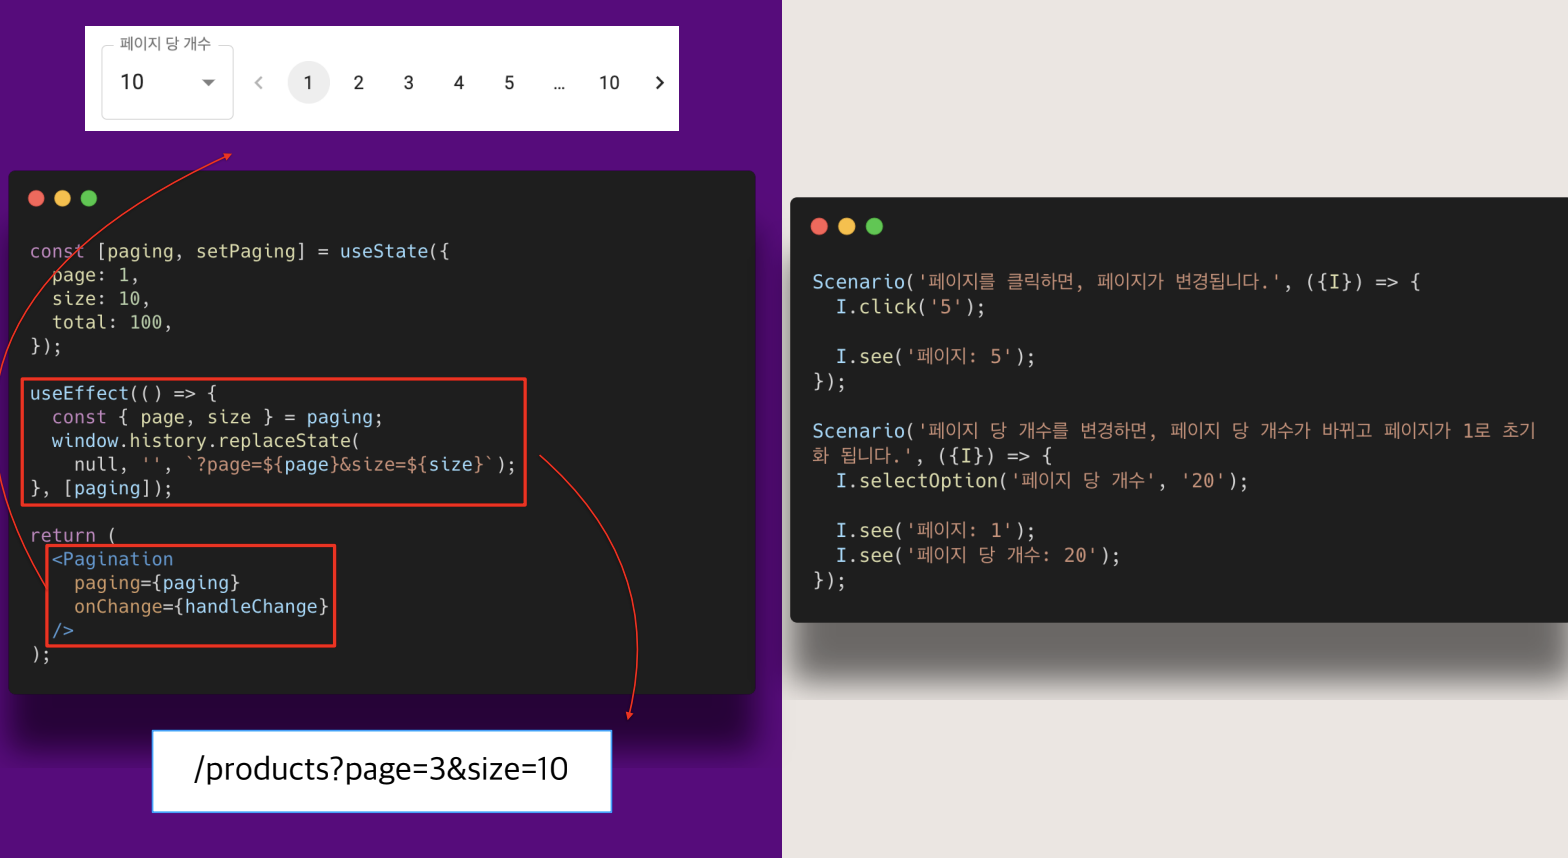 페이지 당 개수
10 1 2 3 4 5 ... 10
const [paging, setPaging] = useState({
  page: 1,
  size: 10,
  total: 100,
});
useEffect(() => {
  const { page, size } = paging;
  window.history.replaceState(
    null, '', `?page=${page}&size=${size}`);
}, [paging]);
return (
  <Pagination
    paging={paging}
    onChange={handleChange}
  />
);
/products?page=3&size=10
Scenario('페이지를 클릭하면, 페이지가 변경됩니다.', ({I}) => {
  I.click('5');
  I.see('페이지: 5');
});
Scenario('페이지 당 개수를 변경하면, 페이지 당 개수가 바뀌고 페이지가 1로 초기
화 됩니다.', ({I}) => {
  I.selectOption('페이지 당 개수', '20');
  I.see('페이지: 1');
  I.see('페이지 당 개수: 20');
});